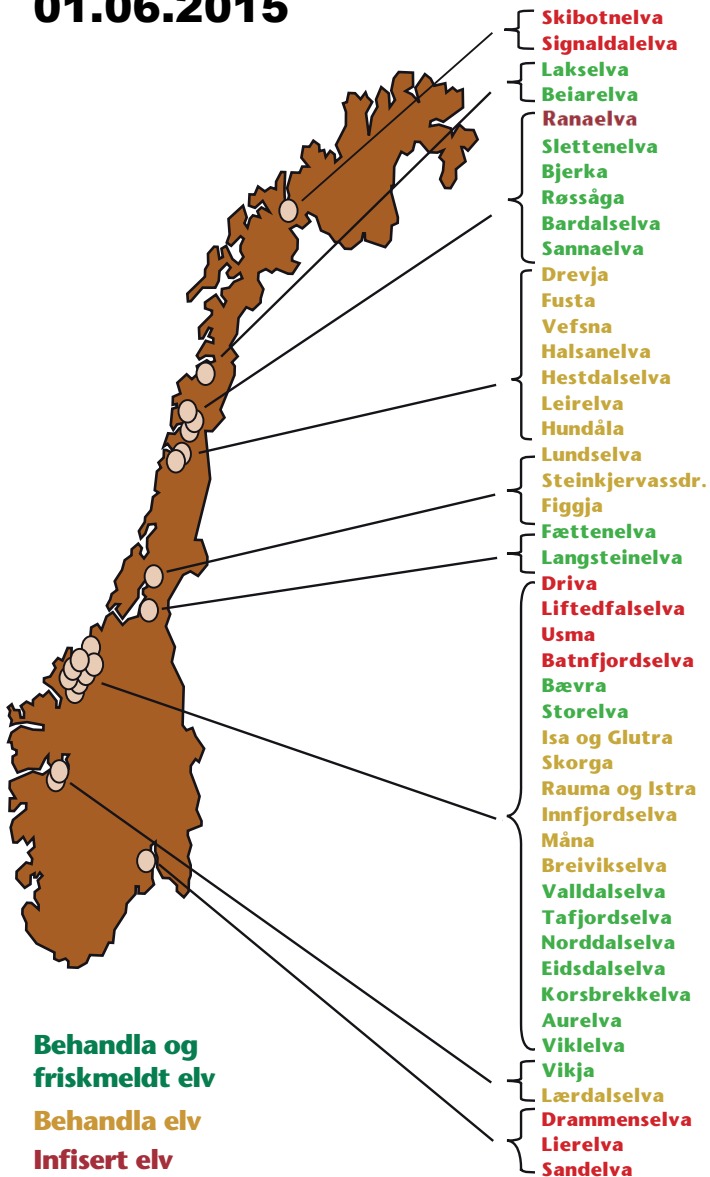 01.06.2015
Skibotnelva
Signaldalelva
Lakselva
Beiarelva
Ranaelva
Slettenelva
Bjerka
Røssåga
Bardalselva
Sannaelva
Drevja
Fusta
Vefsna
Halsanelva
Hestdalselva
Leirelva
Hundåla
Lundselva
Steinkjervassdr.
Figgja
Fættenelva
Langsteinelva
Driva
Liftedfalselva
Usma
Batnfjordselva
Bævra
Storelva
Isa og Glutra
Skorga
Rauma og Istra
Innfjordselva
Måna
Breivikselva
Valldalselva
Tafjordselva
Norddalselva
Eidsdalselva
Korsbrekkelva
Aurelva
Viklelva
Vikja
Lærdalselva
Drammenselva
Lierelva
Sandelva
Behandla og
friskmeldt elv
Behandla elv
Infisert elv